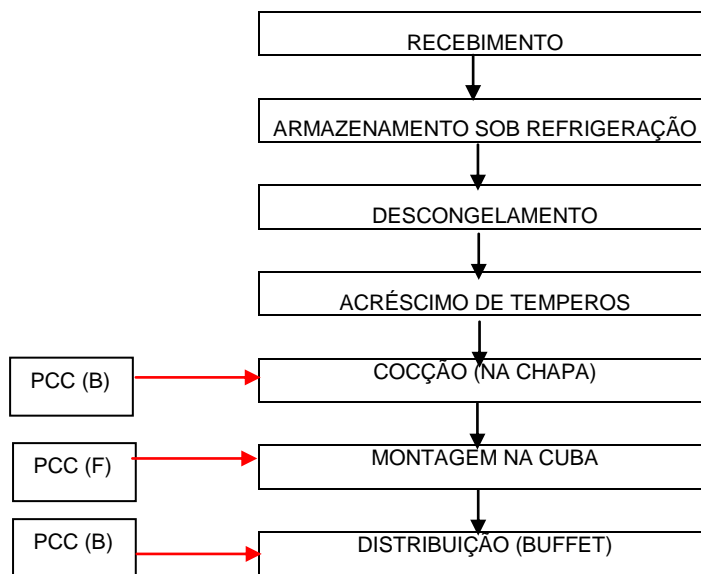 RECEBIMENTO
ARMAZENAMENTO SOB REFRIGERAÇÃO
DESCONGELAMENTO
ACRÉSCIMO DE TEMPEROS
PCC (B)
COCÇÃO (NA CHAPA)
PCC (F)
MONTAGEM NA CUBA
PCC (B)
DISTRIBUIÇÃO (BUFFET)